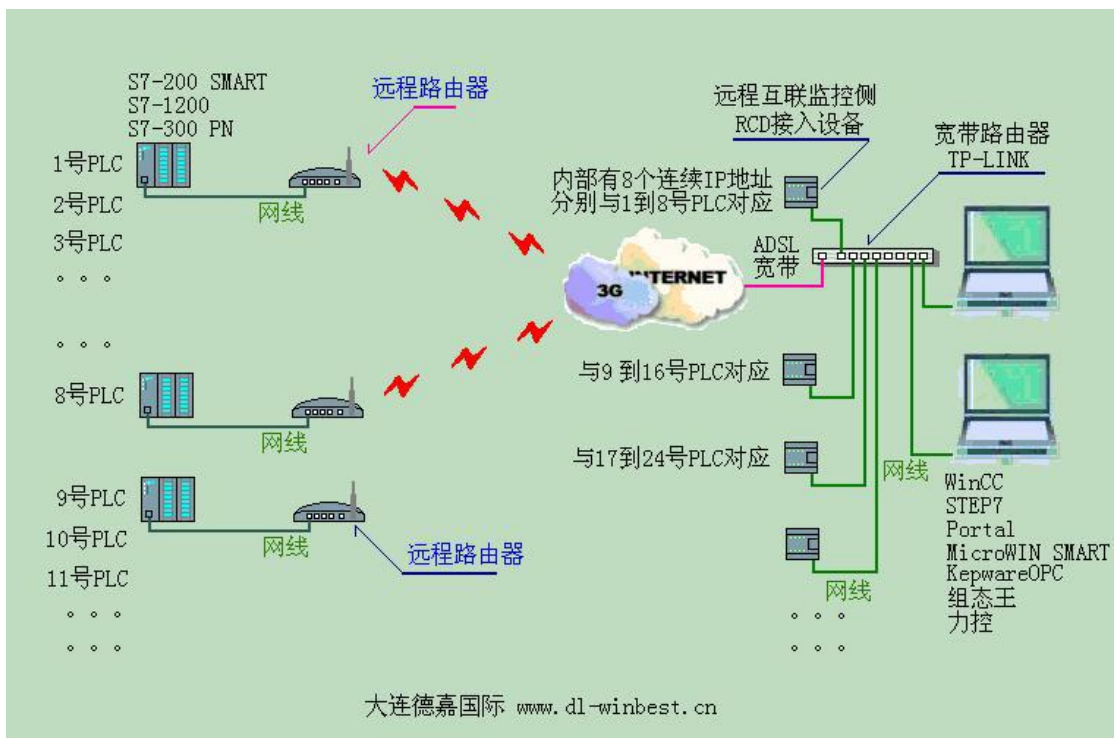 S7-200 SMART
S7-1200
S7-300 PN
远程路由器
1号PLC
2号PLC
3号PLC
网线
8号PLC
网线
9号PLC
10号PLC
11号PLC
网线
远程路由器
远程互联监控侧
RCD接入设备
宽带路由器
TP-LINK
内部有8个连续IP地址
分别与1到8号PLC对应
ADSL
宽带
3G
INTERNET
与9 到16号PLC对应
与17到24号PLC对应
网线
网线
WinCC
STEP7
Portal
MicroWIN SMART
KepwareOPC
组态王
力控
大连德嘉国际 www.dl-winbest.cn